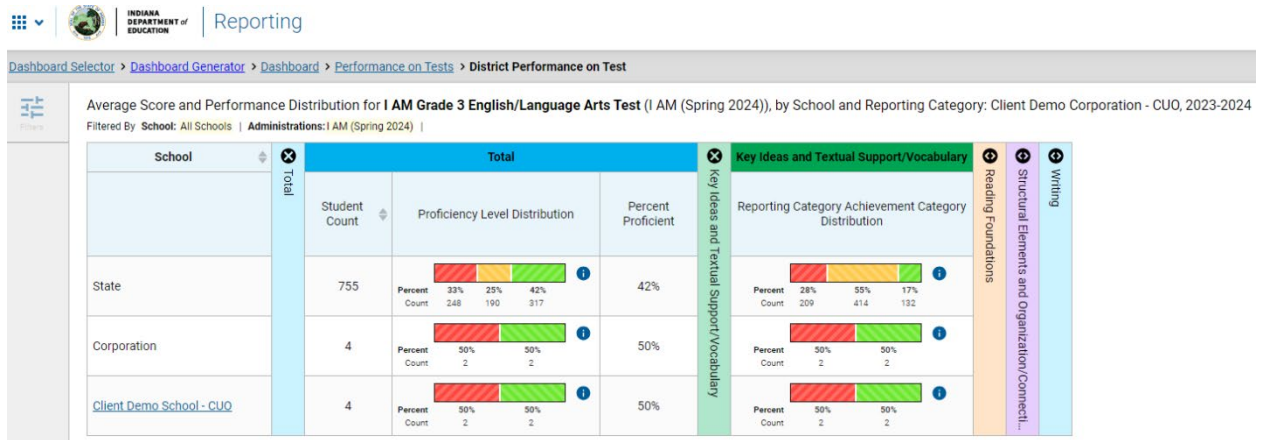 INDIANA
DEPARTMENT of
EDUCATION
Reporting
Dashboard Selector > Dashboard Generator > Dashboard > Performance on Tests > District Performance on Test
Filters
Average Score and Performance Distribution for I AM Grade 3 English/Language Arts Test (I AM (Spring 2024)), by School and Reporting Category: Client Demo Corporation - CUO, 2023-2024
Filtered By School: All Schools | Administrations: I AM (Spring 2024) |
School
Total
Total
Student
Count
Proficiency Level Distribution
Percent
Proficient
Key Ideas and Textual Support/Vocabulary
Key Ideas and Textual Support/Vocabulary
Reporting Category Achievement Category
Distribution
Reading Foundations
Structural Elements and Organization/Connecti...
Writing
State
755
Percent 33% 25% 42%
Count 248 190 317
42%
Percent 28% 55% 17%
Count 209 414 132
Corporation
4
Percent 50% 50%
Count 2 2
50%
Percent 50% 50%
Count 2 2
Client Demo School - CUO
4
Percent 50% 50%
Count 2 2
50%
Percent 50% 50%
Count 2 2